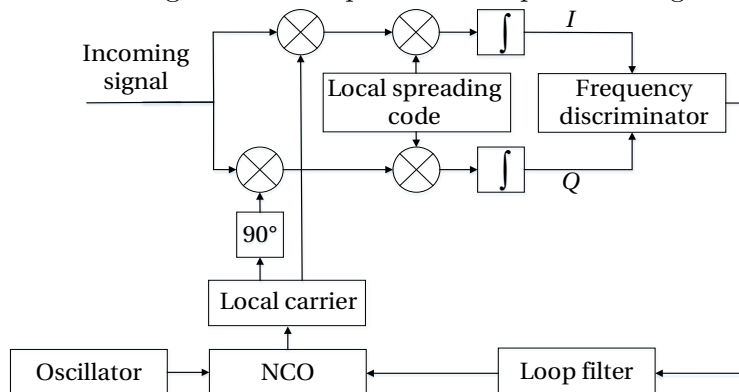 I
Incoming
signal
∫
Local spreading
code
Frequency
discriminator
∫
Q
90°
Local carrier
Oscillator
NCO
Loop filter